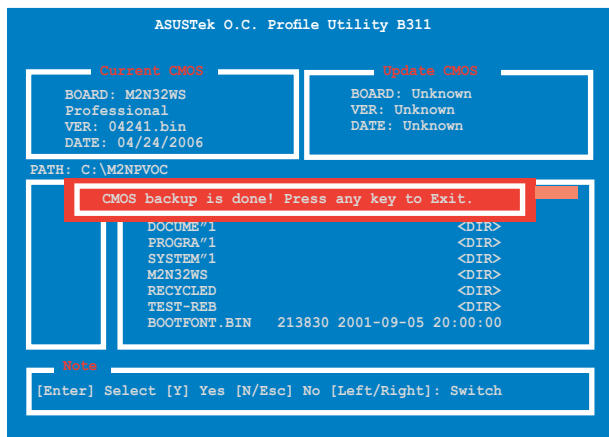 ASUSTek O.C. Profile Utility B311
Current CMOS
BOARD: M2N32WS
Professional
VER: 04241.bin
DATE: 04/24/2006
Update CMOS
BOARD: Unknown
VER: Unknown
DATE: Unknown
PATH: C:\M2NPVOC
CMOS backup is done! Press any key to Exit.
DOCUME"1 <DIR>
PROGRA"1 <DIR>
SYSTEM"1 <DIR>
M2N32WS <DIR>
RECYCLED <DIR>
TEST-REB <DIR>
BOOTFONT.BIN 213830 2001-09-05 20:00:00
Note
[Enter] Select [Y] Yes [N/Esc] No [Left/Right]: Switch